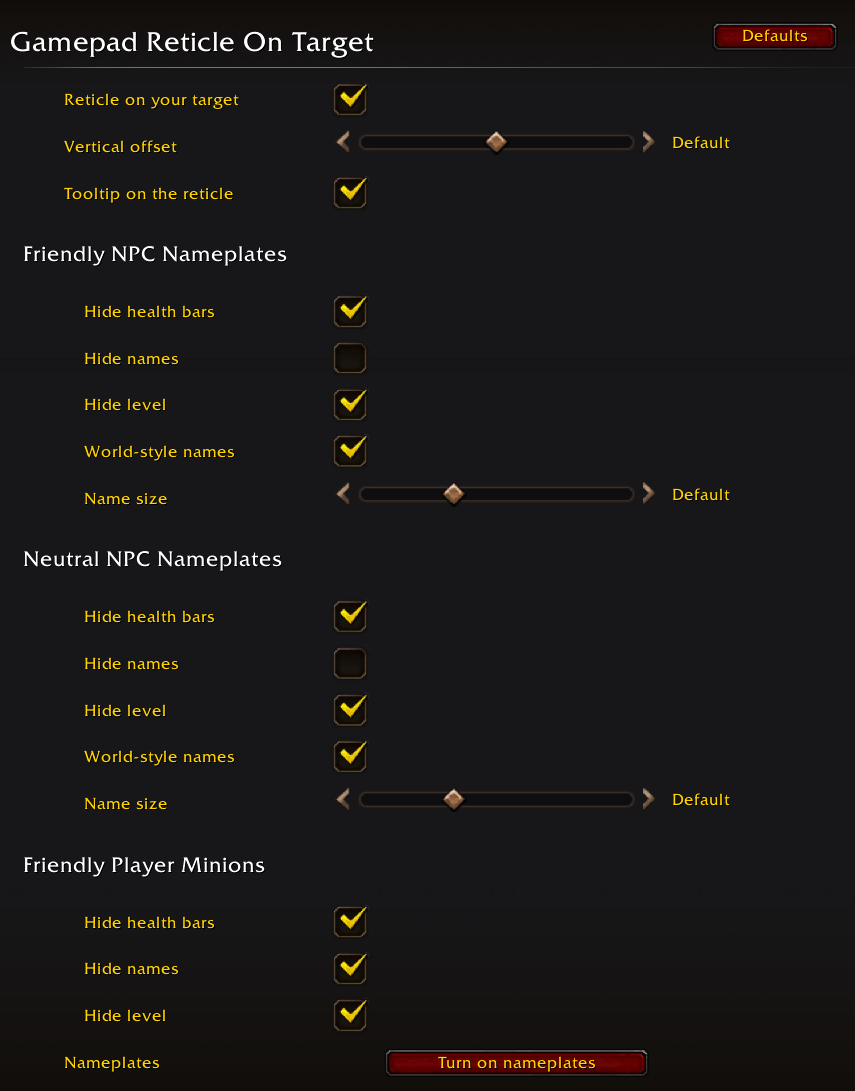 Gamepad Reticle On Target
Defaults
Reticle on your target
Vertical offset
Default
Tooltip on the reticle
Friendly NPC Nameplates
Hide health bars
Hide names
Hide level
World-style names
Name size
Default
Neutral NPC Nameplates
Hide health bars
Hide names
Hide level
World-style names
Name size
Default
Friendly Player Minions
Hide health bars
Hide names
Hide level
Nameplates
Turn on nameplates